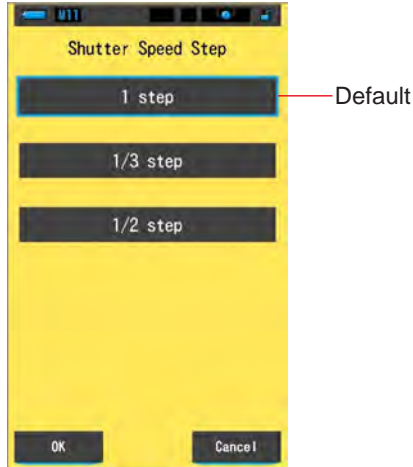 M11
Shutter Speed Step
1 step
Default
1/3 step
1/2 step
OK
Cancel